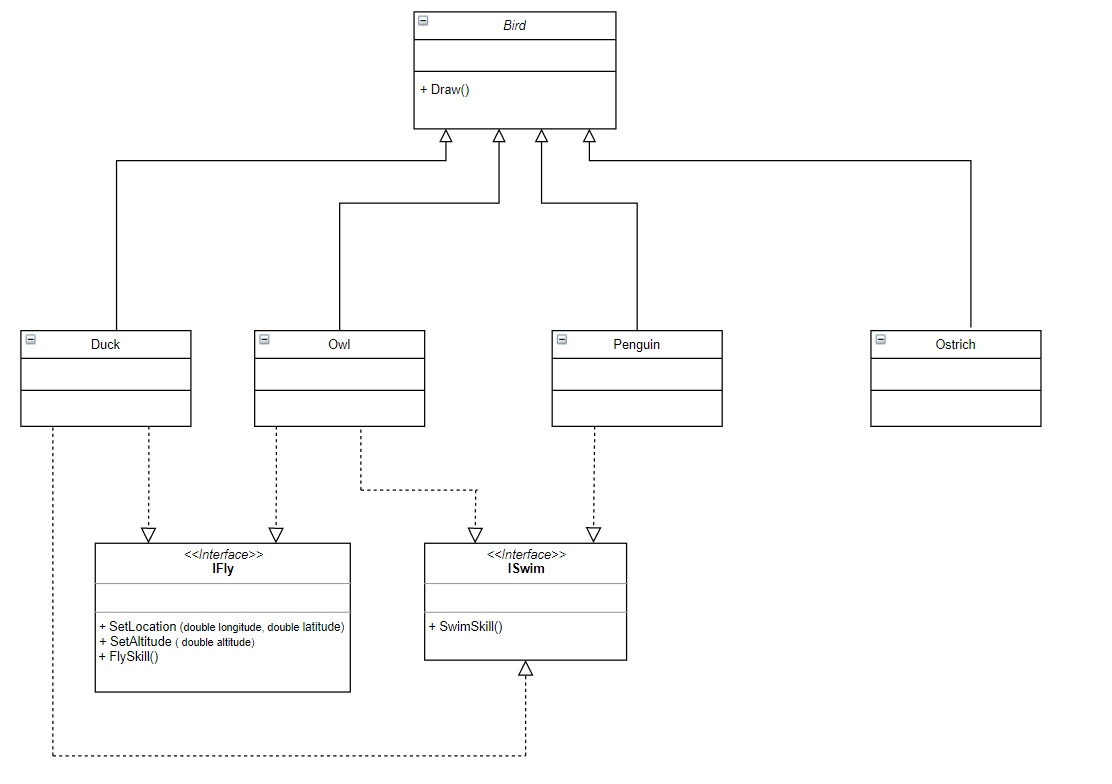 Bird
+ Draw()
Duck
Owl
Penguin
Ostrich
<<Interface>>
IFly
+ SetLocation (double longitude, double latitude)
+ SetAltitude ( double altitude)
+ FlySkill()
<<Interface>>
ISwim
+ SwimSkill()